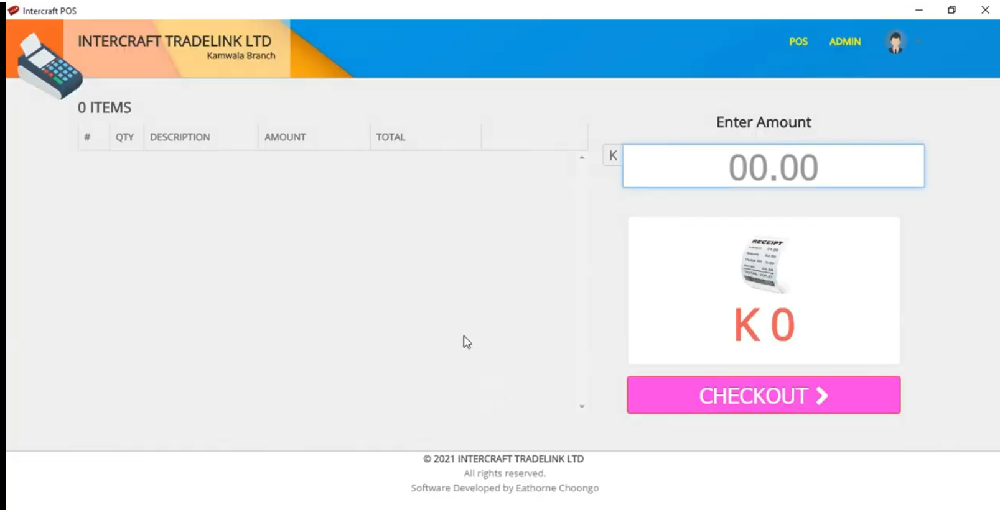 Intercraft POS
INTERCRAFT TRADELINK LTD
Kamwala Branch
POS
ADMIN
0 ITEMS
# QTY DESCRIPTION AMOUNT TOTAL
Enter Amount
K
00.00
RECEIPT
K 0
CHECKOUT
© 2021 INTERCRAFT TRADELINK LTD
All rights reserved.
Software Developed by Eathorne Choongo